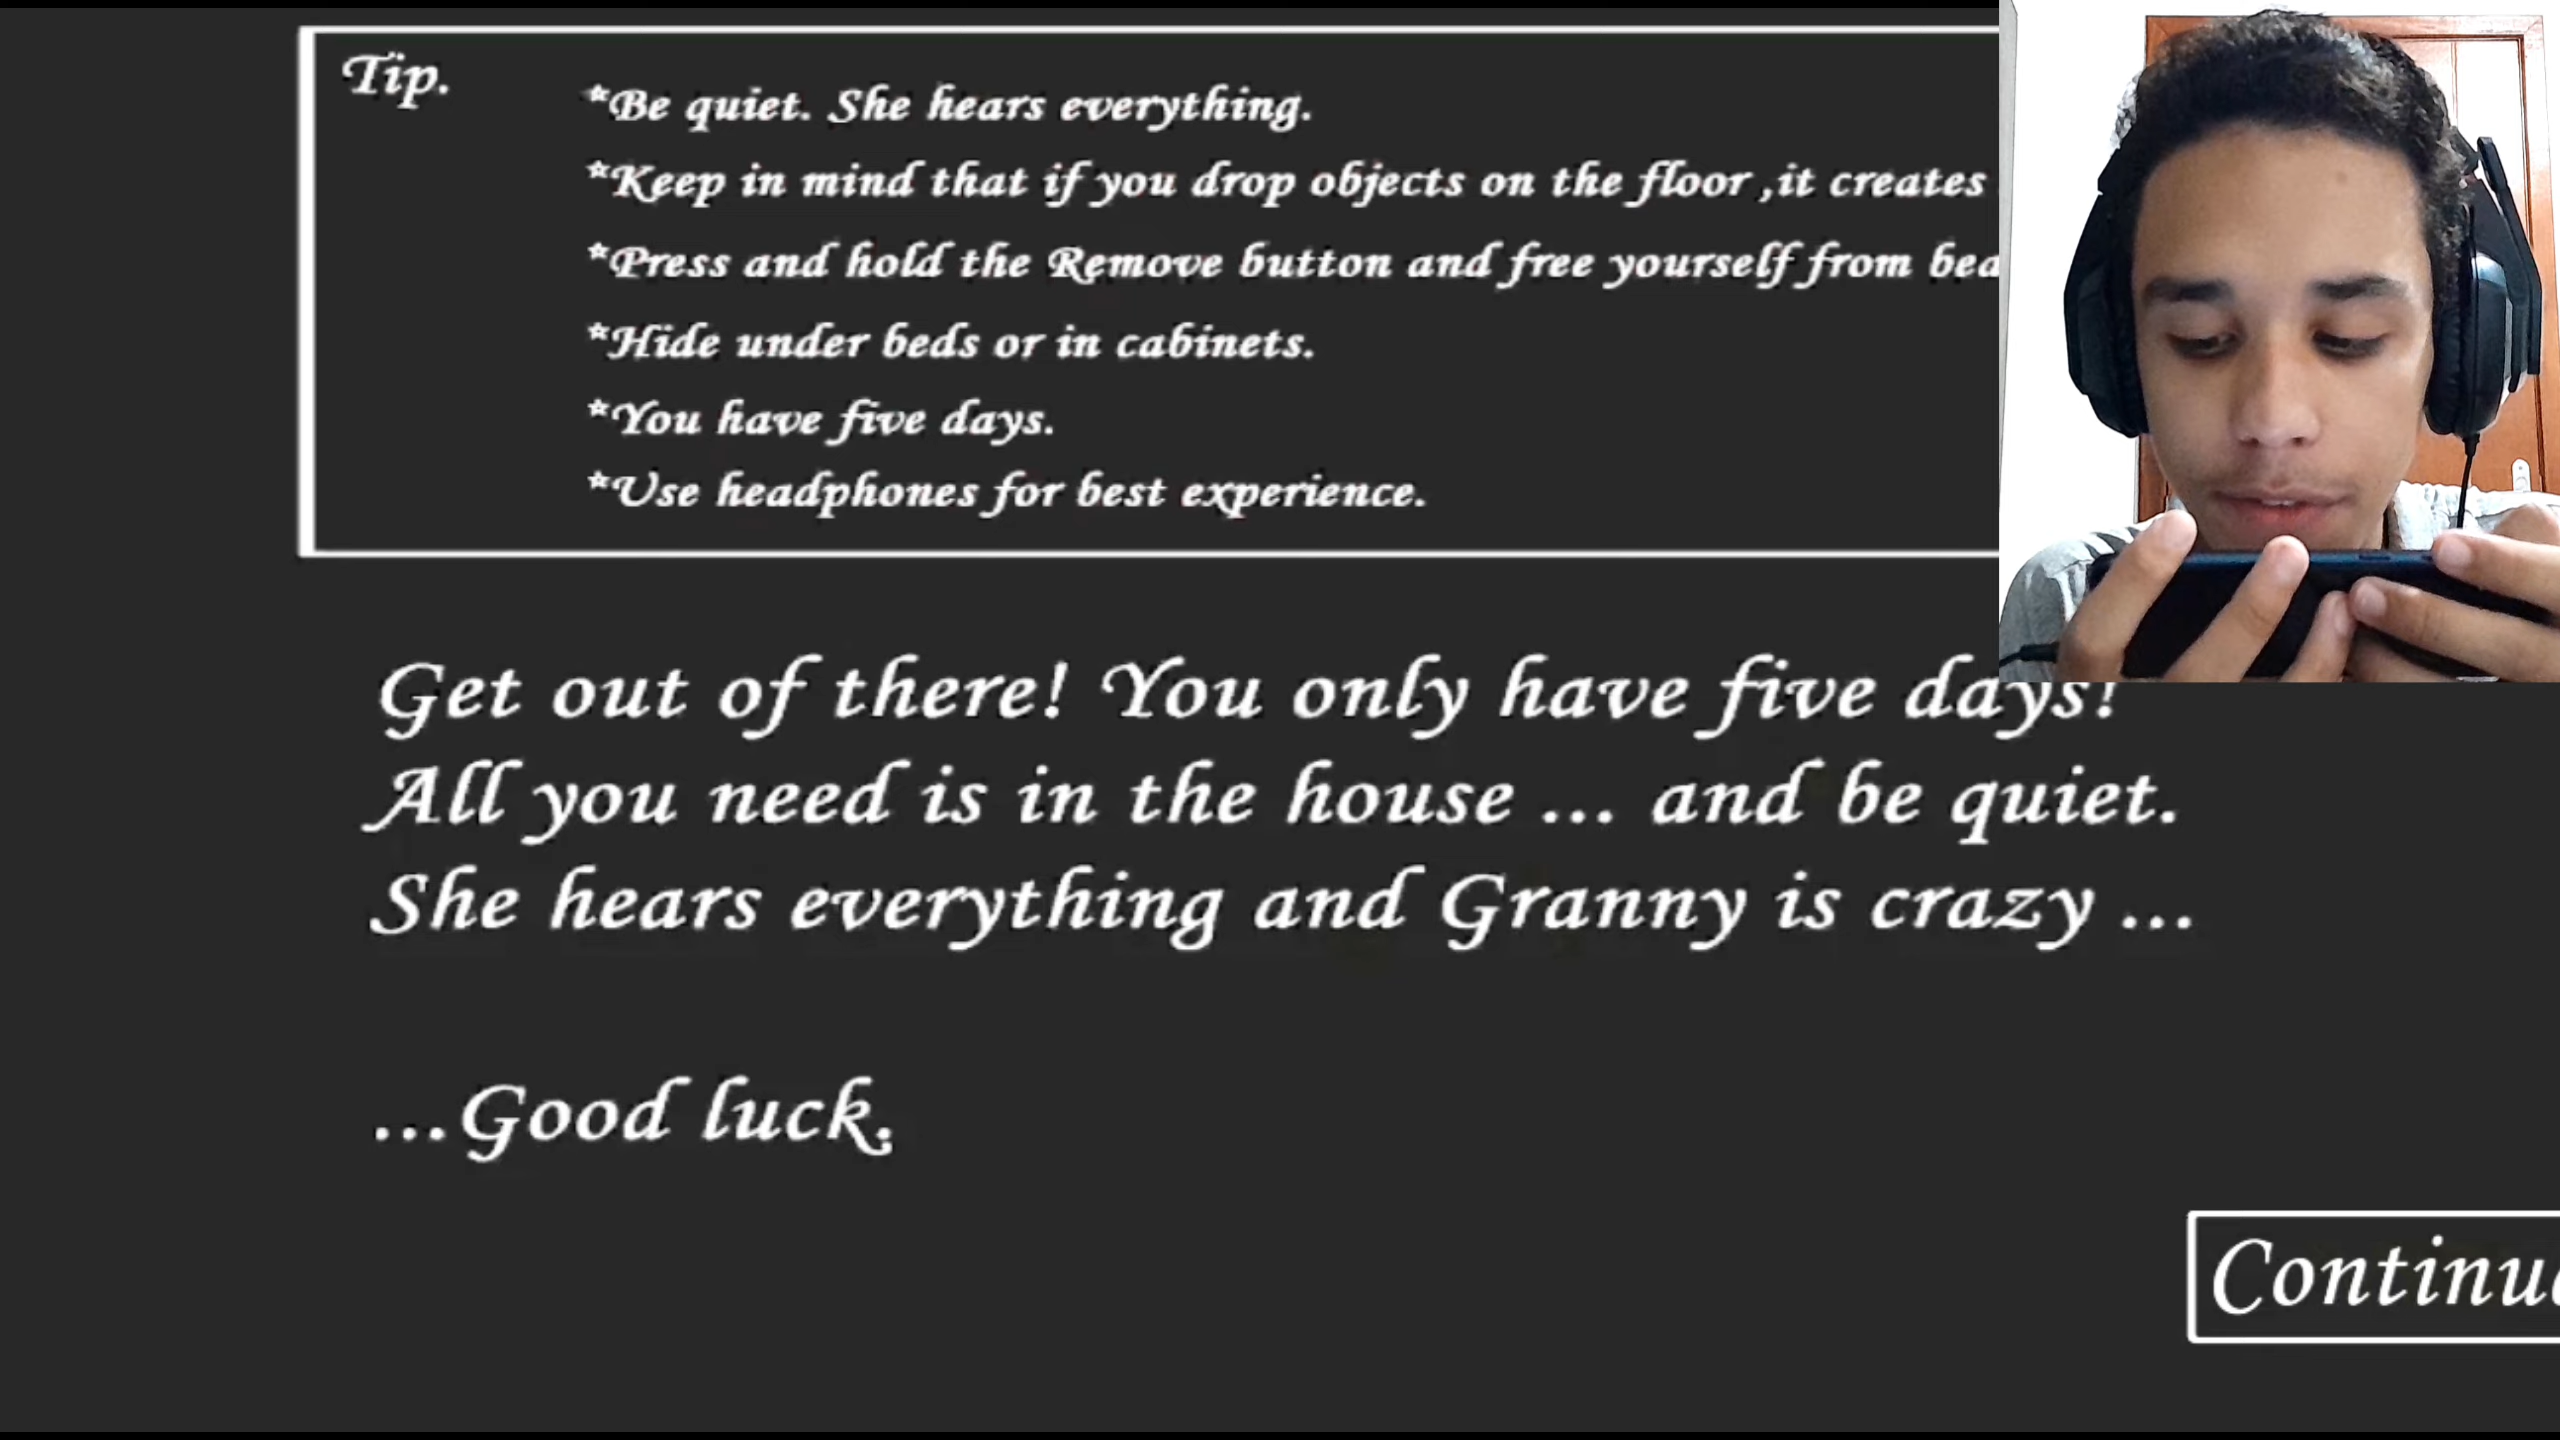 Tip.
*Be quiet. She hears everything.
*Keep in mind that if you drop objects on the floor ,it creates
*Press and hold the Remove button and free yourself from
*Hide under beds or in cabinets.
*You have five days.
*Use headphones for best experience.
Get out of there! You only have five days!
All you need is in the house ... and be quiet.
She hears everything and Granny is crazy ...
...Good luck.